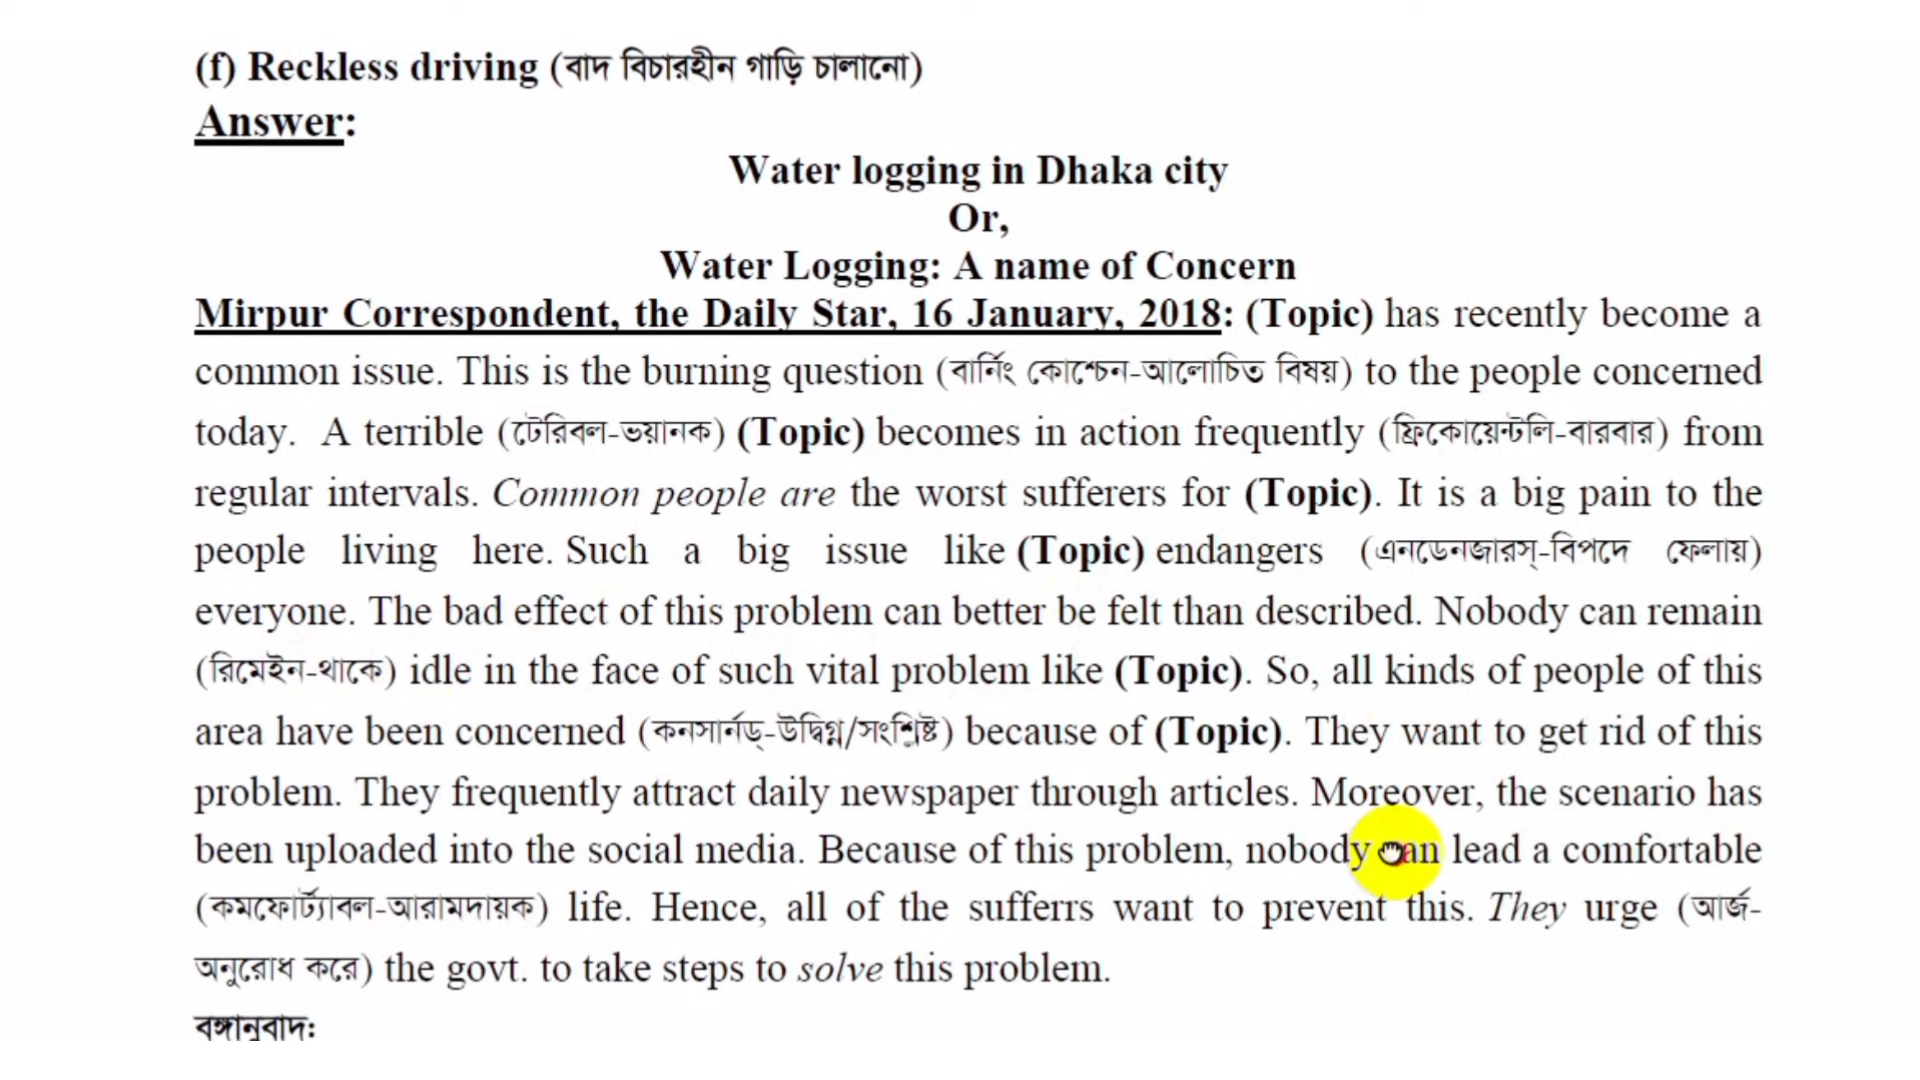 (f) Reckless driving (বাদ বিচারহীন গাড়ি চালানো)
Answer:
Water logging in Dhaka city
Or,
Water Logging: A name of Concern
Mirpur Correspondent, the Daily Star, 16 January, 2018: (Topic) has recently become a
common issue. This is the burning question (বার্নিং কোশ্চেন-আলোচিত বিষয়) to the people concerned
today. A terrible (টেরিবল-ভয়ানক) (Topic) becomes in action frequently (ফ্রিকোয়েন্টলি-বারবার) from
regular intervals. Common people are the worst sufferers for (Topic). It is a big pain to the
people living here. Such a big issue like (Topic) endangers (এনডেনজারস্-বিপদে ফেলায়)
everyone. The bad effect of this problem can better be felt than described. Nobody can remain
(রিমেইন-থাকে) idle in the face of such vital problem like (Topic). So, all kinds of people of this
area have been concerned (কনসার্নড্-উদ্বিগ্ন/সংশ্লিষ্ট) because of (Topic). They want to get rid of this
problem. They frequently attract daily newspaper through articles. Moreover, the scenario has
been uploaded into the social media. Because of this problem, nobody can lead a comfortable
(কমফোর্ট্যাবল-আরামদায়ক) life. Hence, all of the sufferrs want to prevent this. They urge (আর্জ-
অনুরোধ করে) the govt. to take steps to solve this problem.
বঙ্গানুবাদঃ